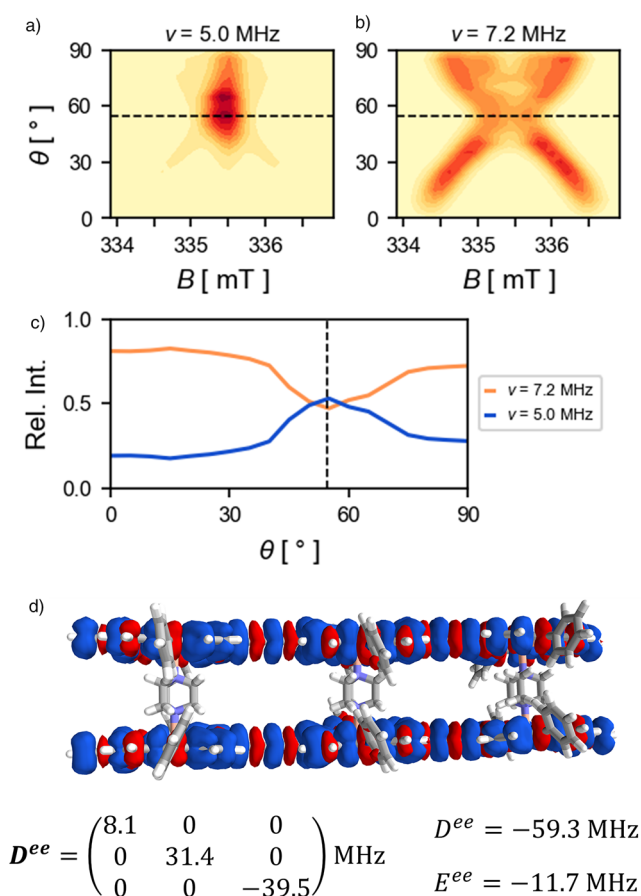 a)
ν = 5.0 MHz
b)
ν = 7.2 MHz
90
60
30
0
θ [ ° ]
334
335
336
B [ mT ]
90
60
30
0
334
335
336
B [ mT ]
c)
1.0
0.5
0.0
Rel. Int.
0
30
60
90
θ [ ° ]
ν = 7.2 MHz
ν = 5.0 MHz
d)
D^ee = (8.1 0 0
0 31.4 0
0 0 −39.5) MHz
D^ee = −59.3 MHz
E^ee = −11.7 MHz